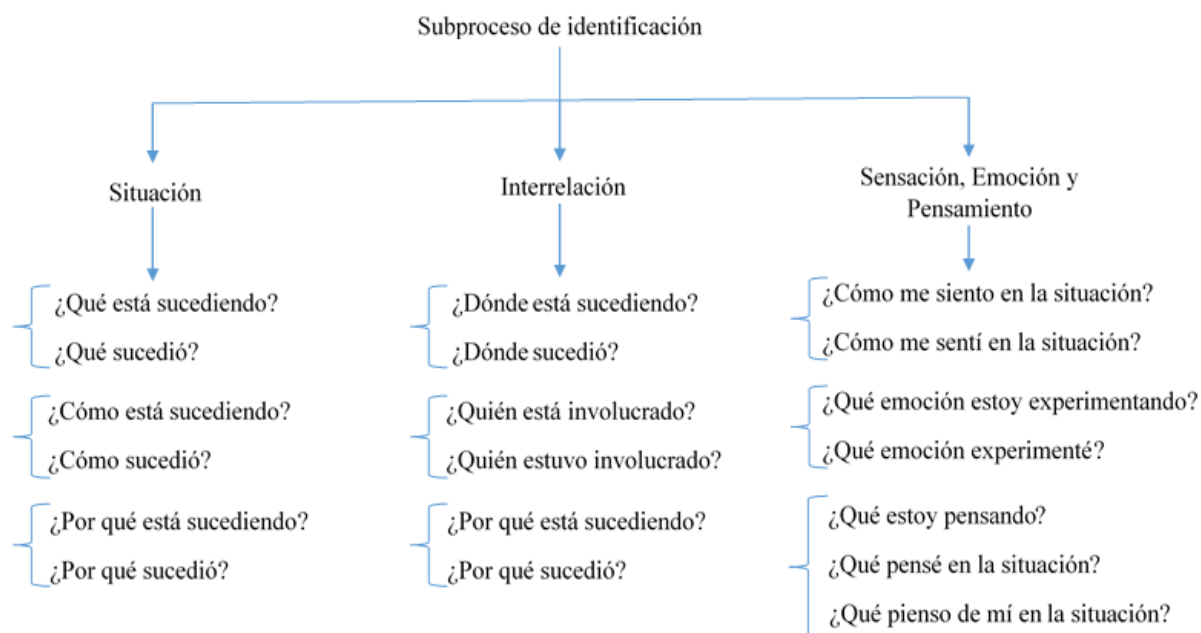 Subproceso de identificación
Situación
¿Qué está sucediendo?
¿Qué sucedió?
¿Cómo está sucediendo?
¿Cómo sucedió?
¿Por qué está sucediendo?
¿Por qué sucedió?
Interrelación
¿Dónde está sucediendo?
¿Dónde sucedió?
¿Quién está involucrado?
¿Quién estuvo involucrado?
¿Por qué está sucediendo?
¿Por qué sucedió?
Sensación, Emoción y
Pensamiento
¿Cómo me siento en la situación?
¿Cómo me sentí en la situación?
¿Qué emoción estoy experimentando?
¿Qué emoción experimenté?
¿Qué estoy pensando?
¿Qué pensé en la situación?
¿Qué pienso de mí en la situación?